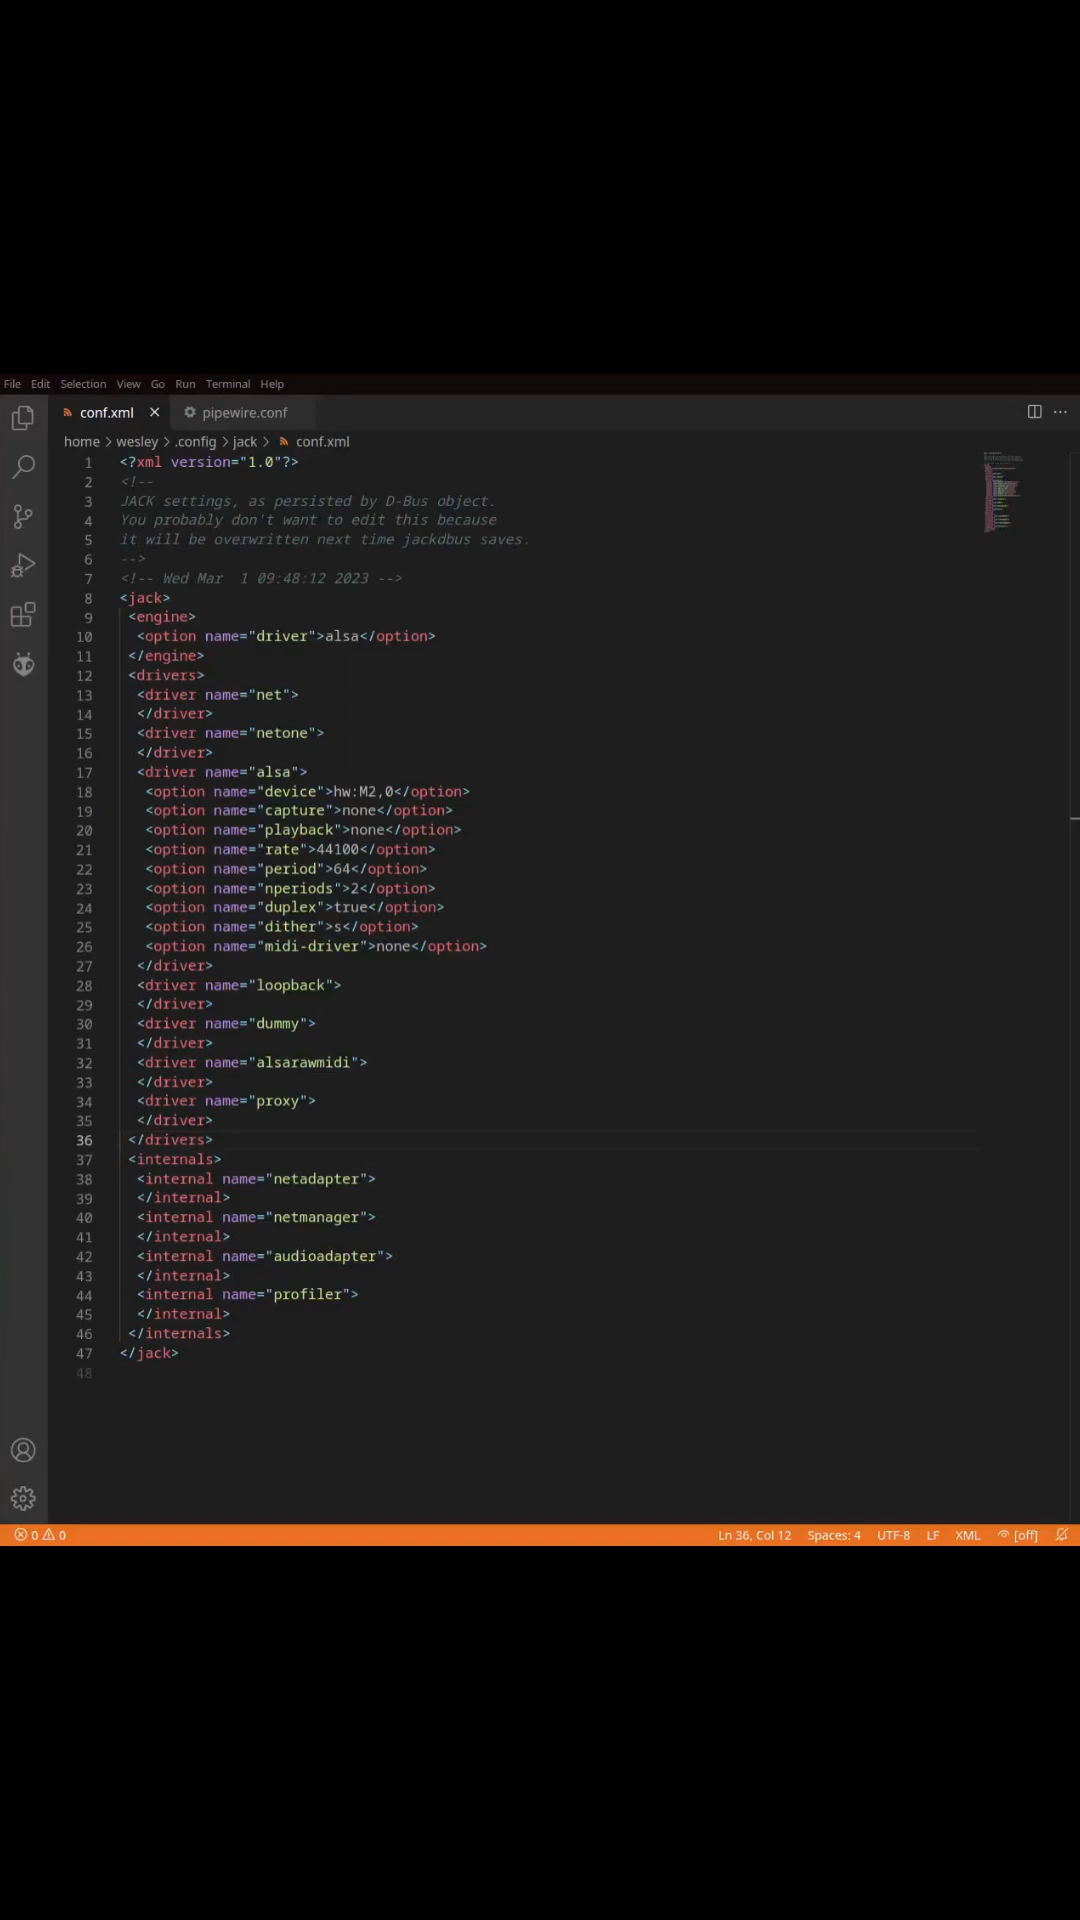 File Edit Selection View Go Run Terminal Help
conf.xml pipewire.conf
home > wesley > .config > jack > conf.xml
1 <?xml version="1.0"?>
2 <!--
3 JACK settings, as persisted by D-Bus object.
4 You probably don't want to edit this because
5 it will be overwritten next time jackdbus saves.
6 -->
7 <!-- Wed Mar  1 09:48:12 2023 -->
8 <jack>
9  <engine>
10   <option name="driver">alsa</option>
11  </engine>
12  <drivers>
13   <driver name="net">
14   </driver>
15   <driver name="netone">
16   </driver>
17   <driver name="alsa">
18    <option name="device">hw:M2,0</option>
19    <option name="capture">none</option>
20    <option name="playback">none</option>
21    <option name="rate">44100</option>
22    <option name="period">64</option>
23    <option name="nperiods">2</option>
24    <option name="duplex">true</option>
25    <option name="dither">s</option>
26    <option name="midi-driver">none</option>
27   </driver>
28   <driver name="loopback">
29   </driver>
30   <driver name="dummy">
31   </driver>
32   <driver name="alsarawmidi">
33   </driver>
34   <driver name="proxy">
35   </driver>
36  </drivers>
37  <internals>
38   <internal name="netadapter">
39   </internal>
40   <internal name="netmanager">
41   </internal>
42   <internal name="audioadapter">
43   </internal>
44   <internal name="profiler">
45   </internal>
46  </internals>
47 </jack>
48
0 0 Ln 36, Col 12 Spaces: 4 UTF-8 LF XML [off]